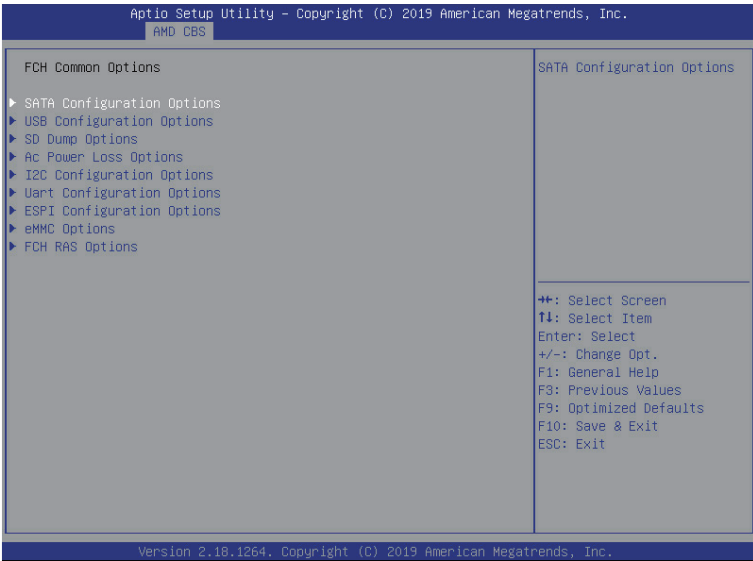 Aptio Setup Utility – Copyright (C) 2019 American Megatrends, Inc.
AMD CBS
FCH Common Options
SATA Configuration Options
USB Configuration Options
SD Dump Options
Ac Power Loss Options
I2C Configuration Options
Uart Configuration Options
ESPI Configuration Options
eMMC Options
FCH RAS Options
SATA Configuration Options
→←: Select Screen
↑↓: Select Item
Enter: Select
+/-: Change Opt.
F1: General Help
F3: Previous Values
F9: Optimized Defaults
F10: Save & Exit
ESC: Exit
Version 2.18.1264. Copyright (C) 2019 American Megatrends, Inc.